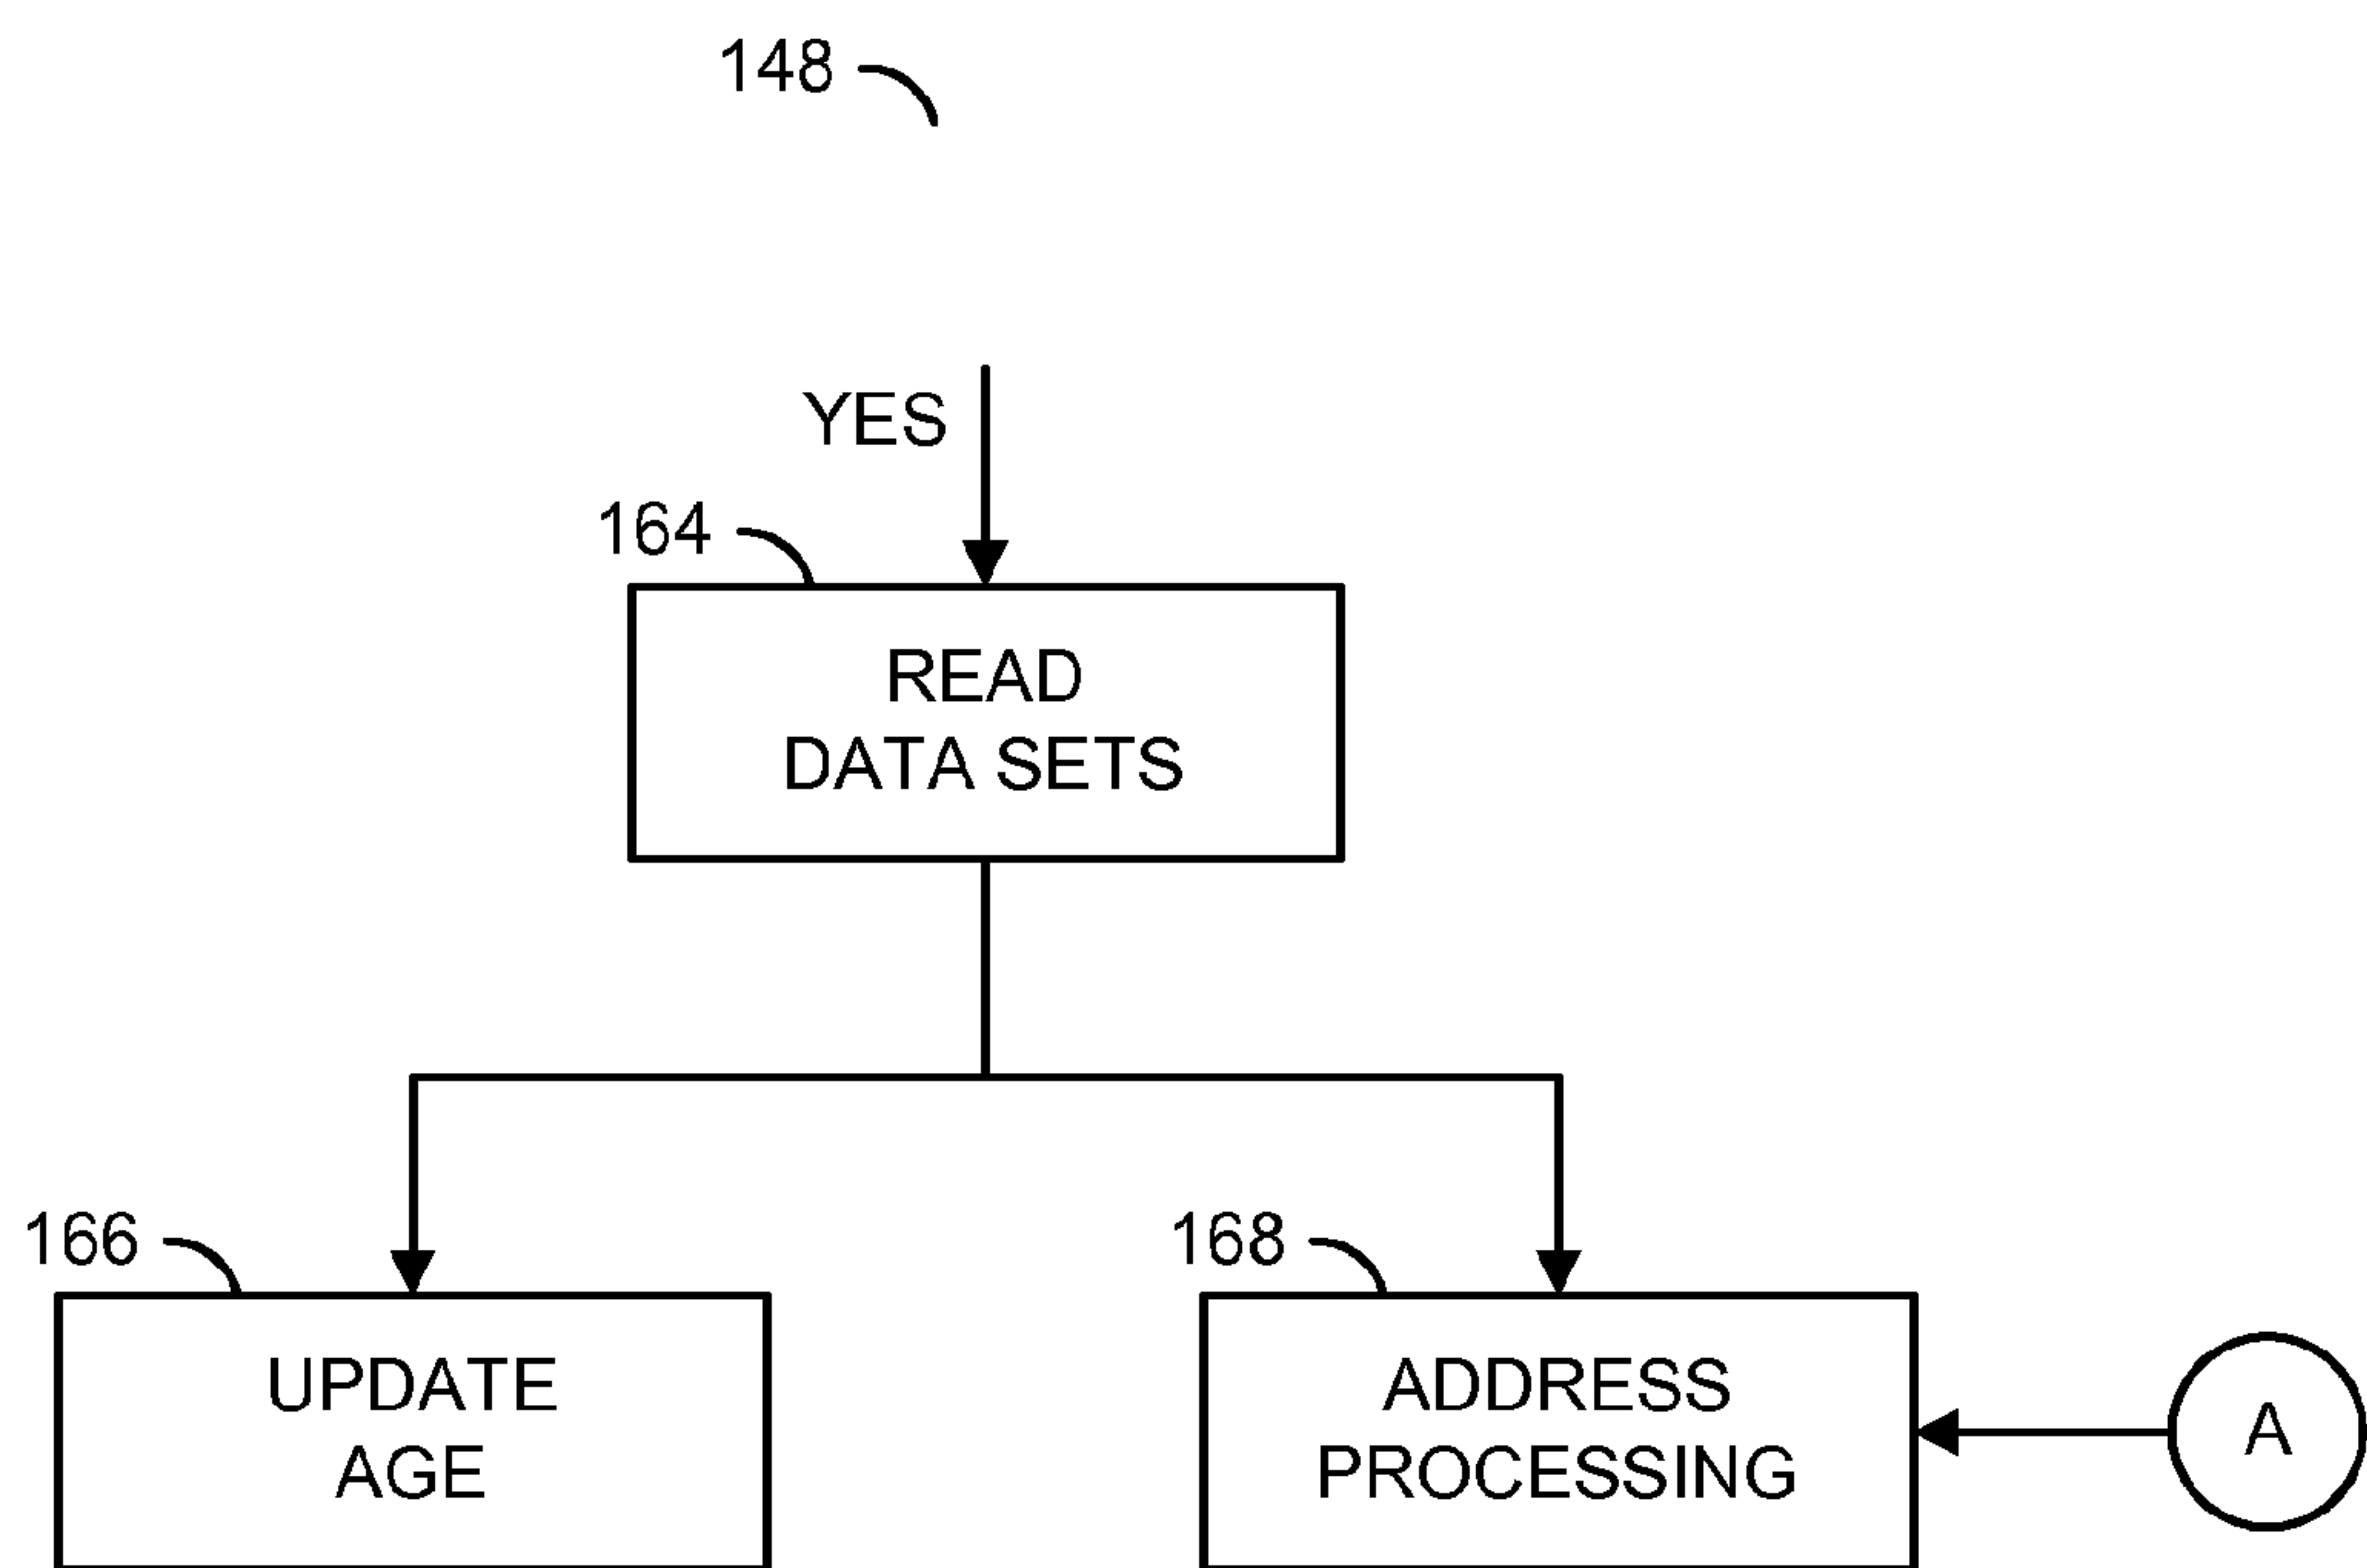 148
YES
164
READ
DATA SETS
166
168
UPDATE
AGE
ADDRESS
PROCESSING
A